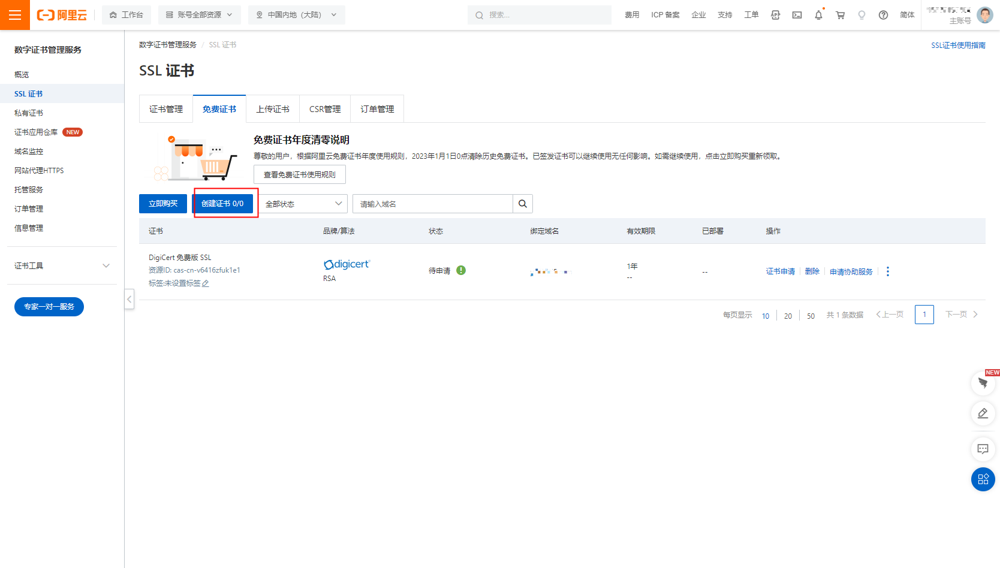 阿里云
工作台
账号全部资源
中国内地（大陆）
搜索...
费用
ICP 备案
企业
支持
工单
简体
主账号
数字证书管理服务
概览
SSL 证书
私有证书
证书应用仓库 NEW
域名监控
网站代理HTTPS
托管服务
订单管理
信息管理
证书工具
专家一对一服务
数字证书管理服务 / SSL 证书
SSL证书使用指南
SSL 证书
证书管理
免费证书
上传证书
CSR管理
订单管理
免费证书年度清零说明
尊敬的用户，根据阿里云免费证书年度使用规则，2023年1月1日0点清除历史免费证书。已签发证书可以继续使用无任何影响。如需继续使用，点击立即购买重新领取。
查看免费证书使用规则
立即购买
创建证书 0/0
全部状态
请输入域名
证书
品牌/算法
状态
绑定域名
有效期限
已部署
操作
DigiCert 免费版 SSL
资源ID: cas-cn-v6416zfuk1e1
标签:未设置标签
digicert
RSA
待申请
1年
--
--
证书申请
删除
申请协助服务
每页显示
10
20
50
共 1 条数据
上一页
1
下一页
NEW